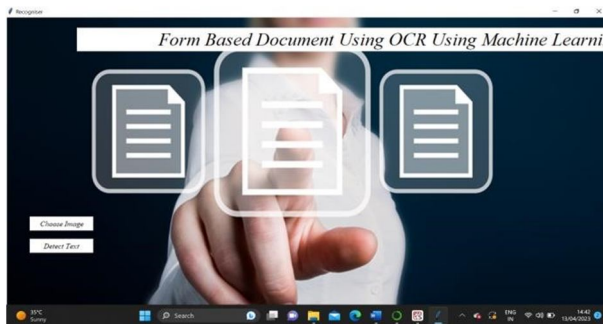 Recogniser
Form Based Document Using OCR Using Machine Learni
Choose Image
Detect Text
35°C
Sunny
Search
ENG
IN
14:42
13/04/2023